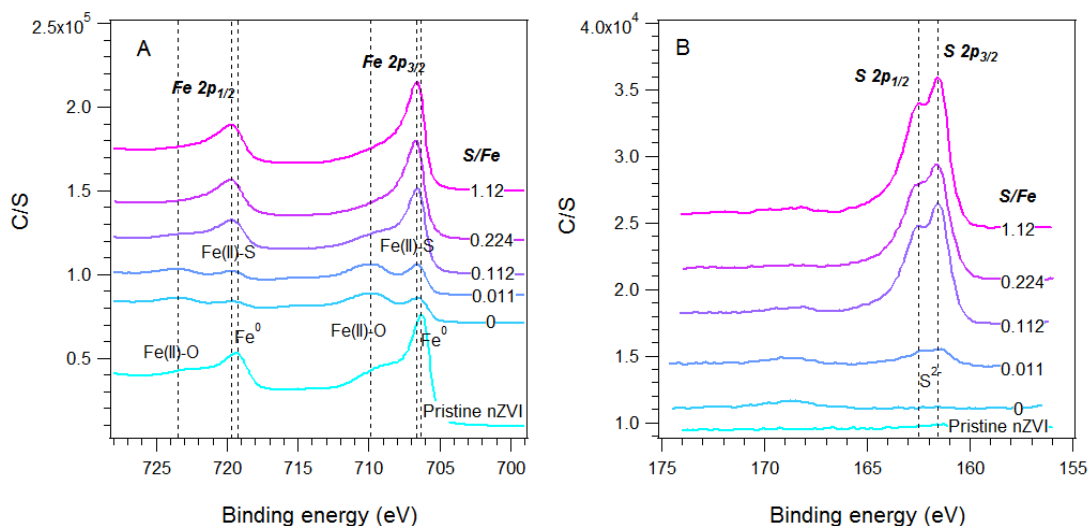 A
2.5x10⁵
2.0
1.5
1.0
0.5
C/S
Fe 2p₁/₂
Fe 2p₃/₂
S/Fe
1.12
0.224
0.112
0.011
0
Fe(II)-S
Fe(II)-S
Fe(II)-O
Fe⁰
Fe(II)-O
Fe⁰
Pristine nZVI
725
720
715
710
705
700
Binding energy (eV)
B
4.0x10⁴
3.5
3.0
2.5
2.0
1.5
1.0
C/S
S 2p₁/₂
S 2p₃/₂
S/Fe
1.12
0.224
0.112
0.011
S²⁻
0
Pristine nZVI
175
170
165
160
155
Binding energy (eV)